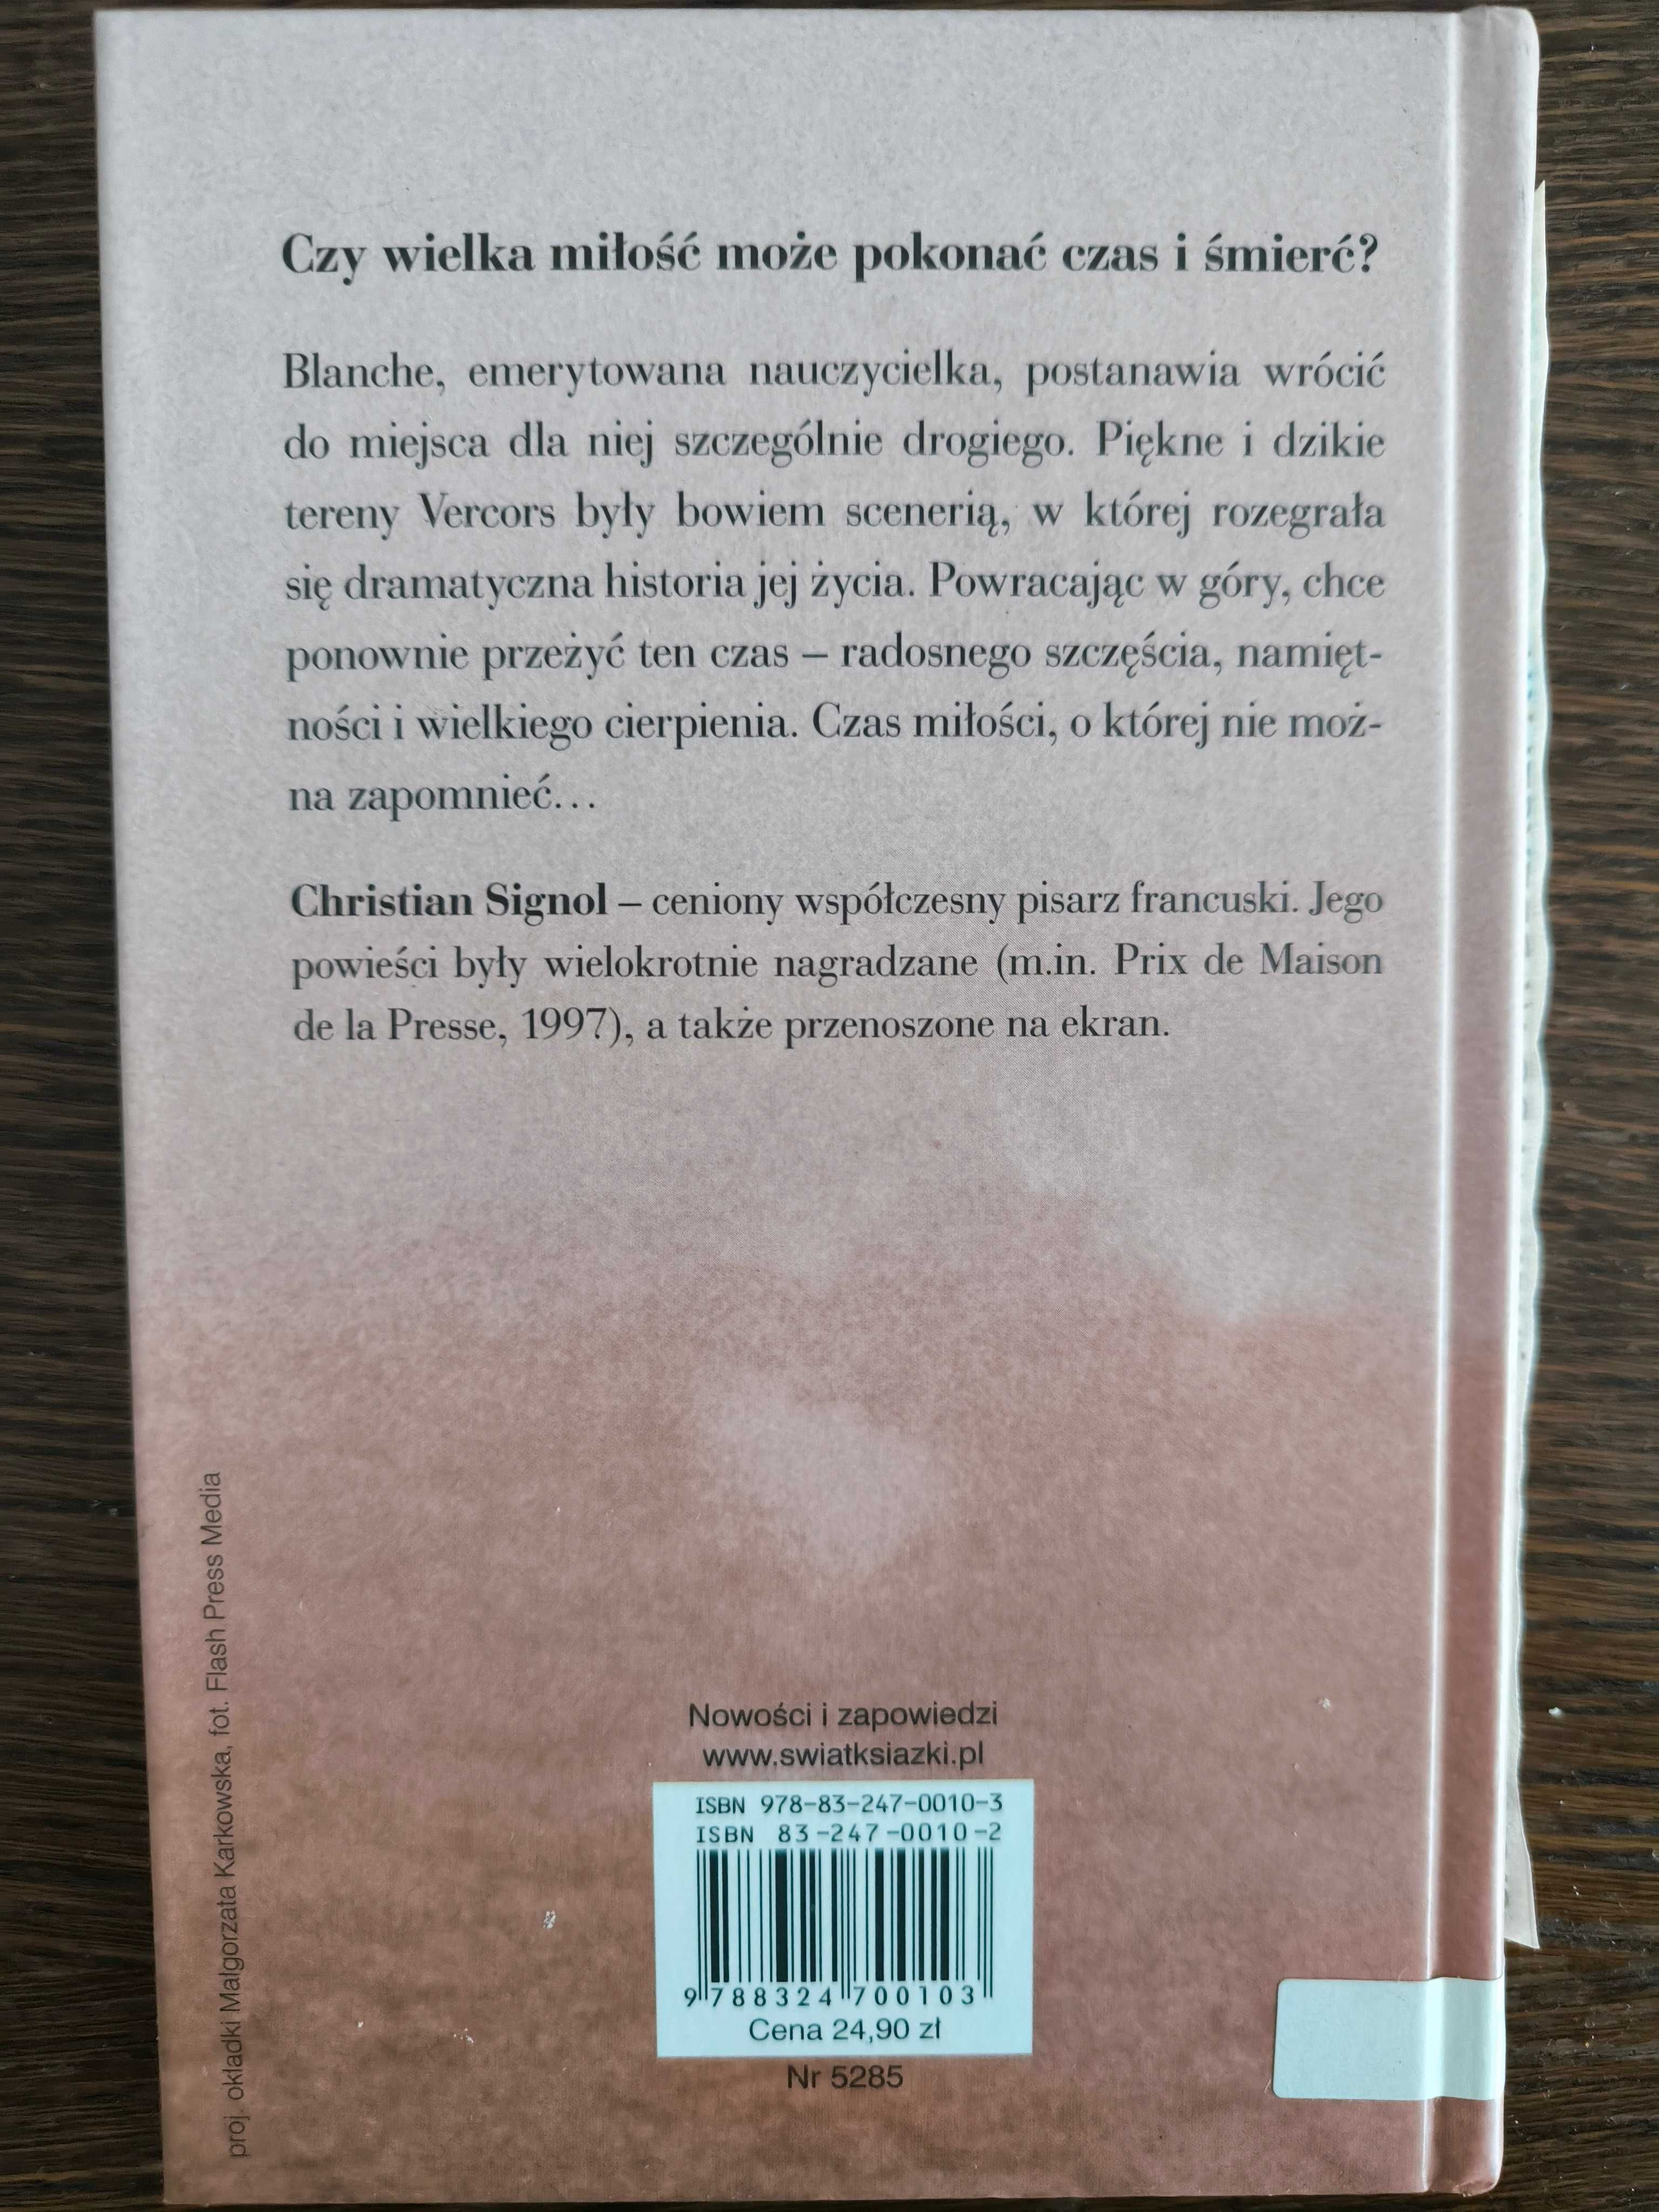 Czy wielka miłość może pokonać czas i śmierć?
Blanche, emerytowana nauczycielka, postanawia wrócić
do miejsca dla niej szczególnie drogiego. Piękne i dzikie
tereny Vercors były bowiem scenerią, w której rozegrała
się dramatyczna historia jej życia. Powracając w góry, chce
ponownie przeżyć ten czas – radosnego szczęścia, namięt-
ności i wielkiego cierpienia. Czas miłości, o której nie moż-
na zapomnieć...
Christian Signol – ceniony współczesny pisarz francuski. Jego
powieści były wielokrotnie nagradzane (m.in. Prix de Maison
de la Presse, 1997), a także przenoszone na ekran.
proj. okładki Małgorzata Karkowska, fot. Flash Press Media
Nowości i zapowiedzi
www.swiatksiazki.pl
ISBN 978-83-247-0010-3
ISBN 83-247-0010-2
9 788324 700103
Cena 24,90 zł
Nr 5285